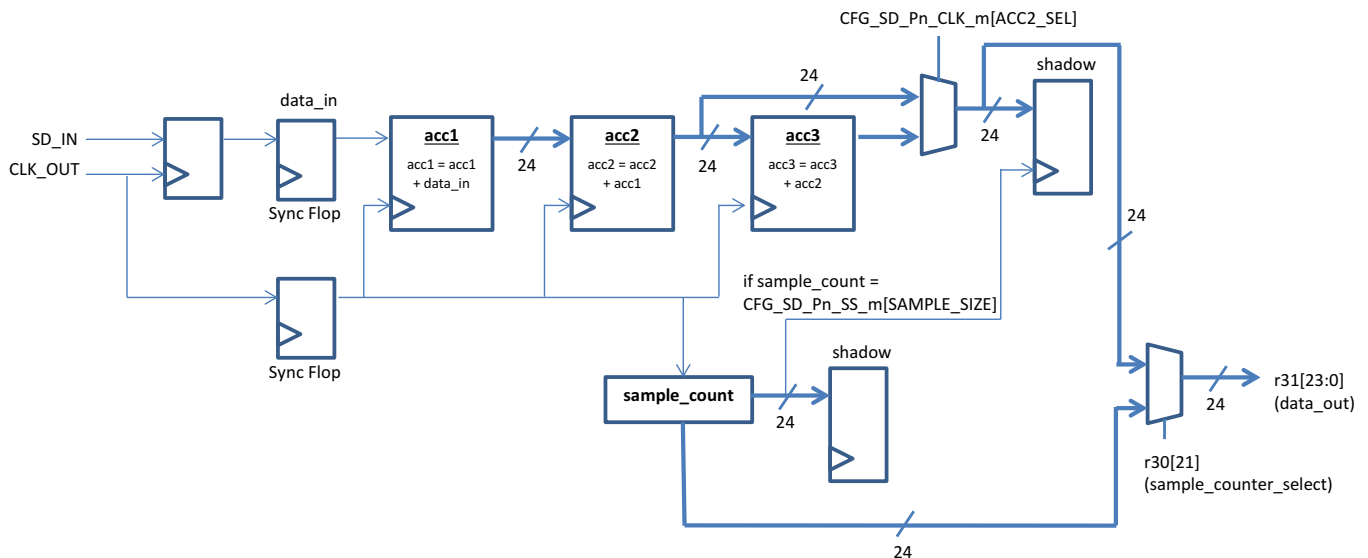 CFG_SD_Pn_CLK_m[ACC2_SEL]
24
shadow
data_in
SD_IN
CLK_OUT
acc1
acc1 = acc1
+ data_in
24
acc2
acc2 = acc2
+ acc1
24
acc3
acc3 = acc3
+ acc2
24
Sync Flop
24
if sample_count =
CFG_SD_Pn_SS_m[SAMPLE_SIZE]
Sync Flop
shadow
sample_count
24
24
r31[23:0]
(data_out)
r30[21]
(sample_counter_select)
24